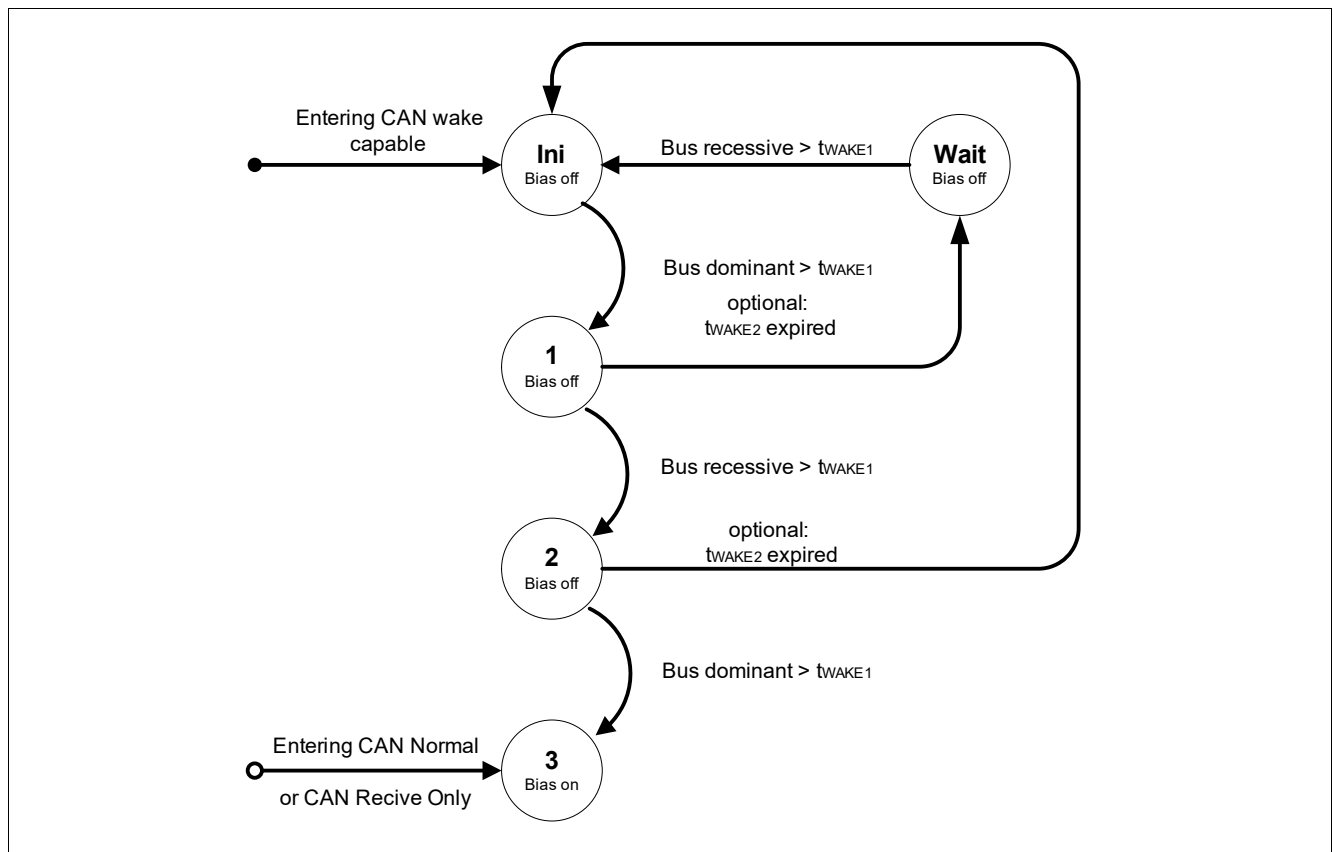 Entering CAN wake
capable
Ini
Bias off
Bus recessive > tWAKE1
Wait
Bias off
Bus dominant > tWAKE1
optional:
tWAKE2 expired
1
Bias off
Bus recessive > tWAKE1
optional:
tWAKE2 expired
2
Bias off
Bus dominant > tWAKE1
Entering CAN Normal
or CAN Recive Only
3
Bias on